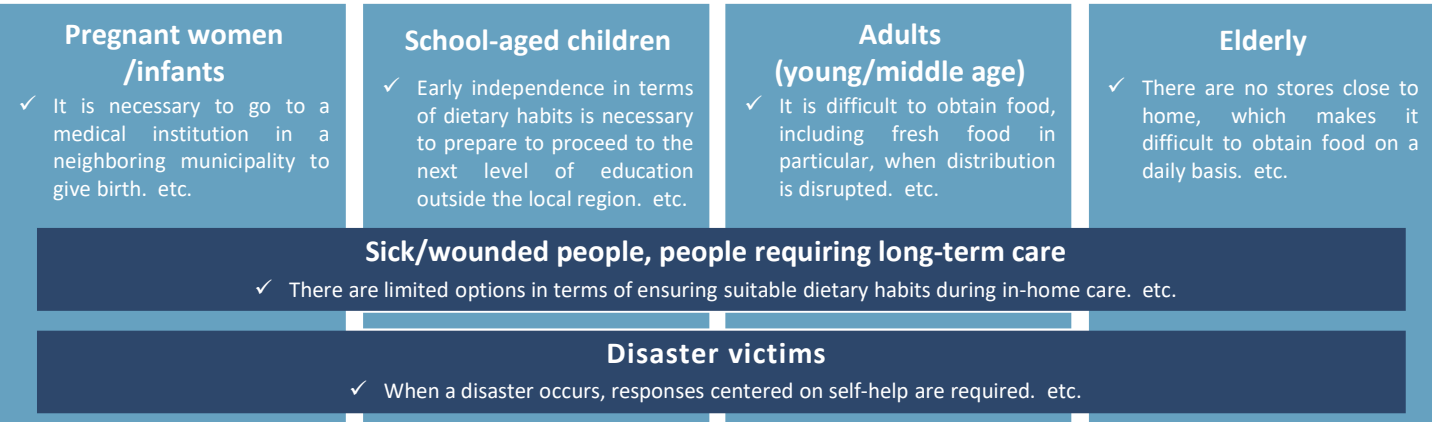 Pregnant women
/infants
✓ It is necessary to go to a
medical institution in a
neighboring municipality to
give birth. etc.
School-aged children
✓ Early independence in terms
of dietary habits is necessary
to prepare to proceed to the
next level of education
outside the local region. etc.
Adults
(young/middle age)
✓ It is difficult to obtain food,
including fresh food in
particular, when distribution
is disrupted. etc.
Elderly
✓ There are no stores close to
home, which makes it
difficult to obtain food on a
daily basis. etc.
Sick/wounded people, people requiring long-term care
✓ There are limited options in terms of ensuring suitable dietary habits during in-home care. etc.
Disaster victims
✓ When a disaster occurs, responses centered on self-help are required. etc.